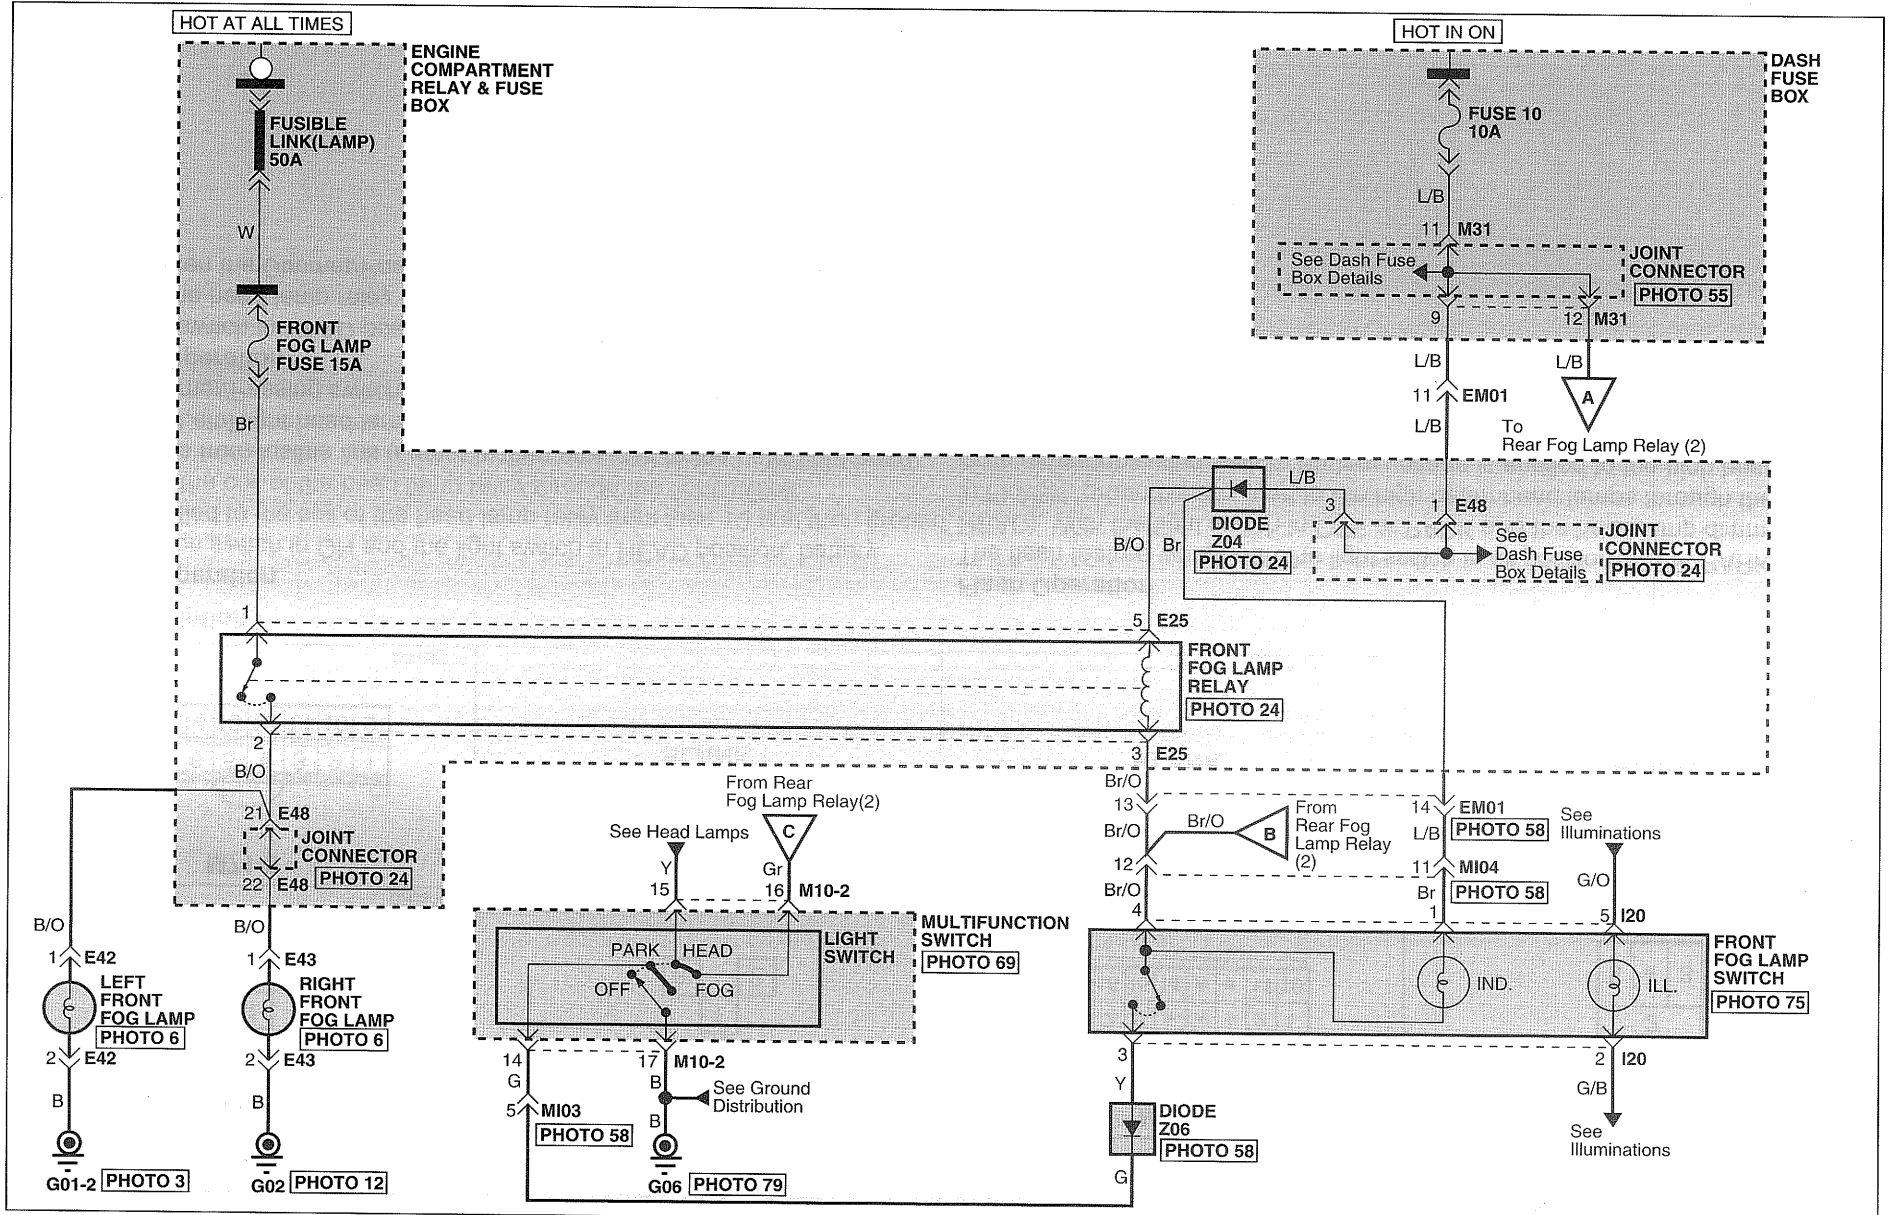 HOT AT ALL TIMES
HOT IN ON
ENGINE
COMPARTMENT
RELAY & FUSE
BOX
DASH
FUSE
BOX
FUSIBLE
LINK(LAMP)
50A
FUSE 10
10A
L/B
11 M31
W
See Dash Fuse
Box Details
JOINT
CONNECTOR
PHOTO 55
9
12 M31
FRONT
FOG LAMP
FUSE 15A
L/B
L/B
11 EM01
A
Br
L/B
To
Rear Fog Lamp Relay (2)
L/B
3
1 E48
DIODE
Z04
PHOTO 24
B/O
Br
See
Dash Fuse
Box Details
JOINT
CONNECTOR
PHOTO 24
1
5 E25
FRONT
FOG LAMP
RELAY
PHOTO 24
2
3 E25
B/O
Br/O
From Rear
Fog Lamp Relay(2)
C
13
14 EM01
PHOTO 58
21 E48
JOINT
CONNECTOR
PHOTO 24
22 E48
See Head Lamps
Br/O
Br/O
B
From
Rear Fog
Lamp Relay
(2)
L/B
See
Illuminations
Y
Gr
12
11 MI04
PHOTO 58
15
16 M10-2
Br/O
Br
G/O
B/O
B/O
4
1
5 I20
MULTIFUNCTION
SWITCH
PHOTO 69
LIGHT
SWITCH
PARK
HEAD
OFF
FOG
FRONT
FOG LAMP
SWITCH
PHOTO 75
IND.
ILL.
1 E42
1 E43
LEFT
FRONT
FOG LAMP
PHOTO 6
RIGHT
FRONT
FOG LAMP
PHOTO 6
2 E42
2 E43
14
17 M10-2
3
2 I20
G
B
See Ground
Distribution
Y
G/B
B
B
5 MI03
PHOTO 58
B
DIODE
Z06
PHOTO 58
See
Illuminations
G
G01-2 PHOTO 3
G02 PHOTO 12
G06 PHOTO 79